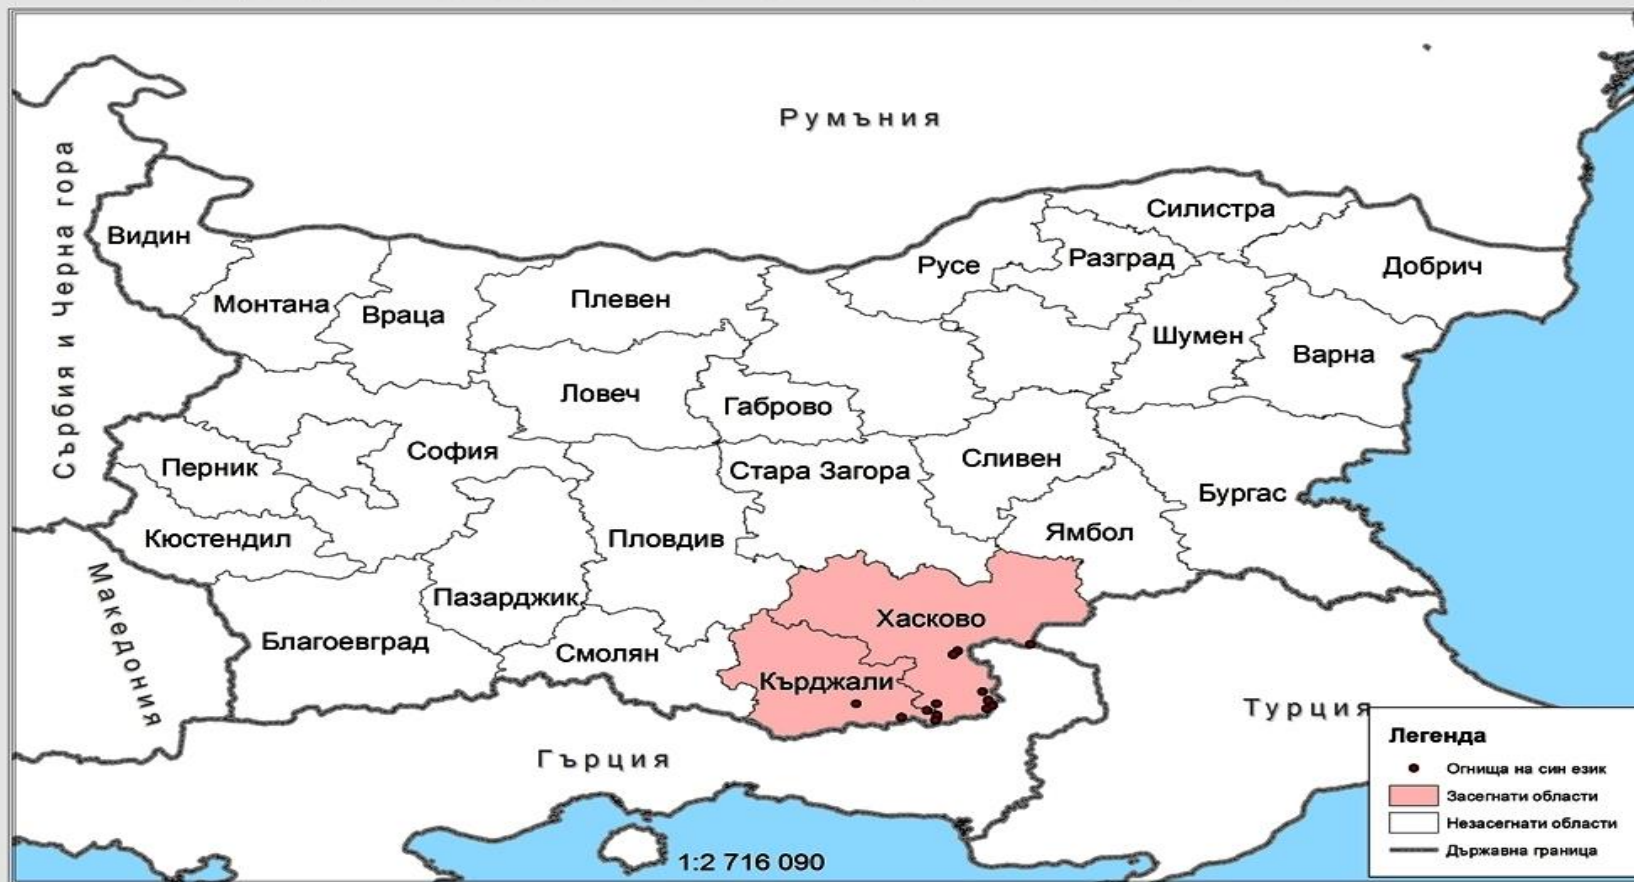 Румъния
Сърбия и Черна гора
Силистра
Видин
Русе
Разград
Добрич
Монтана
Враца
Плевен
Шумен
Варна
Ловеч
Габрово
София
Перник
Стара Загора
Сливен
Бургас
Кюстендил
Пловдив
Ямбол
Македония
Пазарджик
Хасково
Благоевград
Смолян
Кърджали
Турция
Гърция
Легенда
Огнища на син език
Засегнати области
Незасегнати области
Държавна граница
1:2 716 090